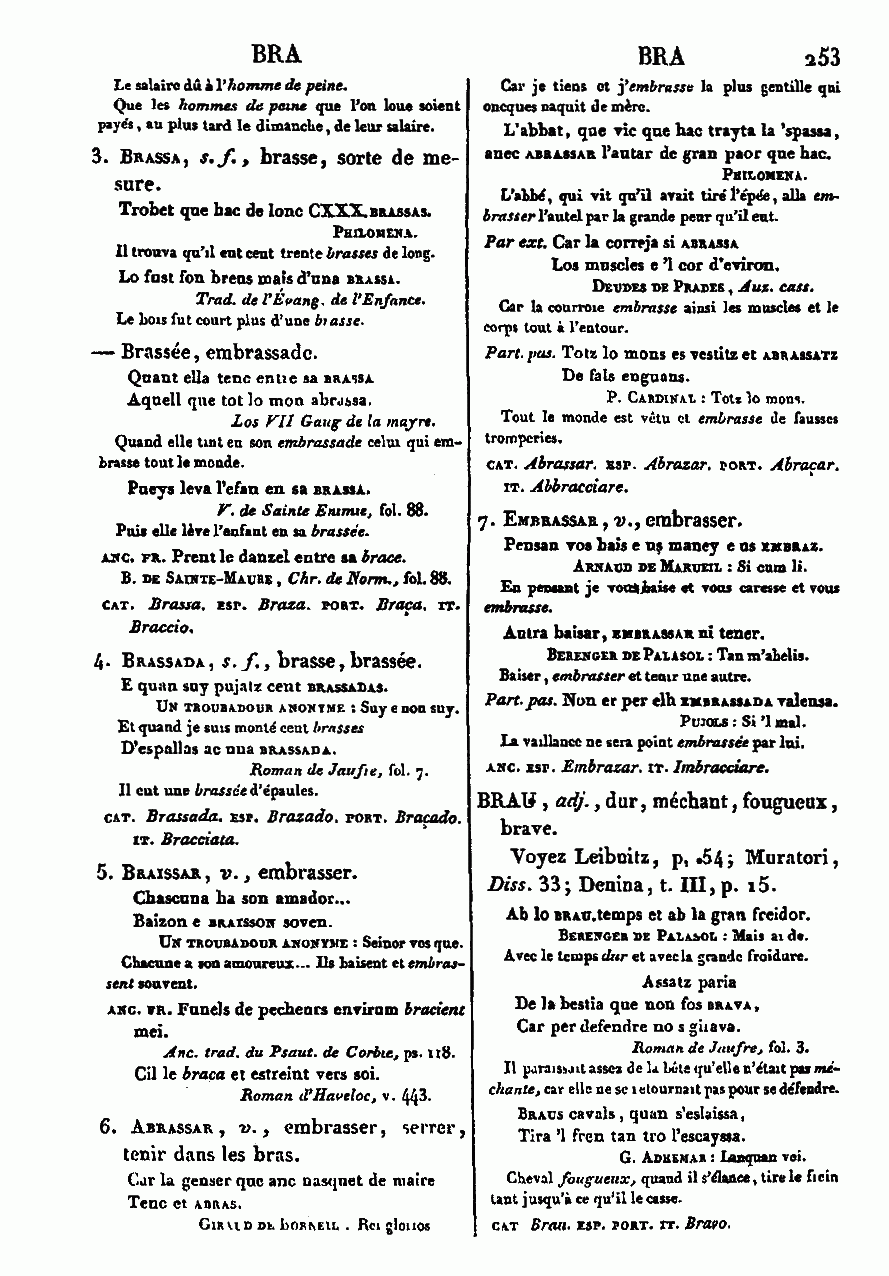 BRA
BRA 253
Le salaire dû à l'homme de peine.
Que les hommes de peine que l'on loue soient
payés, au plus tard le dimanche, de leur salaire.
3. BRASSA, s. f., brasse, sorte de me-
sure.
Trobet que hac de lonc CXXX BRASSAS.
PHILOMENA.
Il trouva qu'il eut cent trente brasses de long.
Lo fust fon breus mais d'una BRASSA.
Trad. de l'Évang. de l'Enfance.
Le bois fut court plus d'une brasse.
— Brassée, embrassade.
Quant ella tenc entre sa BRASSA
Aquell que tot lo mon abrassa.
Los VII Gaug de la mayre.
Quand elle tint en son embrassade celui qui em-
brasse tout le monde.
Pueys leva l'efan en sa BRASSA.
V. de Sainte Enimie, fol. 88.
Puis elle lève l'enfant en sa brassée.
ANC. FR. Prent le danzel entre sa brace.
B. DE SAINTE-MAURE, Chr. de Norm., fol. 88.
CAT. Brassa. ESP. Braza. PORT. Braça. IT.
Braccio.
4. BRASSADA, s. f., brasse, brassée.
E quan suy pujatz cent BRASSADAS.
UN TROUBADOUR ANONYME : Suy e non suy.
Et quand je suis monté cent brasses
D'espallas ac una BRASSADA.
Roman de Jaufre, fol. 7.
Il eut une brassée d'épaules.
CAT. Brassada. ESP. Brazado. PORT. Braçado.
IT. Bracciata.
5. BRAISSAR, v., embrasser.
Chascuna ha son amador...
Baizon e BRAISSON soven.
UN TROUBADOUR ANONYME : Seinor vos que.
Chacune a son amoureux... Ils baisent et embras-
sent souvent.
ANC. FR. Funels de pecheurs environ bracient
mei.
Anc. trad. du Psaut. de Corbie, ps. 118.
Cil le braca et estreint vers soi.
Roman d'Haveloc, v. 443.
6. ABRASSAR, v., embrasser, serrer,
tenir dans les bras.
Car la genser que anc nasquet de maire
Tenc et ABRAS.
GIRAUD DE BORNEIL. Rei glorios
Car je tiens et j'embrasse la plus gentille qui
oncques naquit de mère.
L'abbat, que vic que hac trayta la 'spassa,
anec ABRASSAR l'autar de gran paor que hac.
PHILOMENA.
L'abbé, qui vit qu'il avait tiré l'épée, alla em-
brasser l'autel par la grande peur qu'il eut.
Par ext. Car la correja si ABRASSA
Los muscles e 'l cor d'eviron.
DEUDES DE PRADES, Auz. cass.
Car la courroie embrasse ainsi les muscles et le
corps tout à l'entour.
Part. pas. Totz lo mons es vestitz et ABRASSATZ
De fals enguans.
P. CARDINAL : Totz lo mons.
Tout le monde est vêtu et embrasse de fausses
tromperies.
CAT. Abrassar. ESP. Abrazar. PORT. Abraçar.
IT. Abbracciare.
7. EMBRASSAR, v., embrasser.
Pensan vos bais e us maney e us EMBRAZ.
ARNAUD DE MARUEIL : Si cum li.
En pensant je vous baise et vous caresse et vous
embrasse.
Autra baisar, EMBRASSAR ni tener.
BERENGER DE PALASOL : Tan m'abelis.
Baiser, embrasser et tenir une autre.
Part. pas. Non er per elh EMBRASSADA valensa.
PUJOLS : Si 'l mal.
La vaillance ne sera point embrassée par lui.
ANC. ESP. Embrazar. IT. Imbracciare.
BRAU, adj., dur, méchant, fougueux,
brave.
Voyez Leibnitz, p. 54; Muratori,
Diss. 33; Denina, t. III, p. 15.
Ab lo BRAU temps et ab la gran freidor.
BERENGER DE PALASOL : Mais ai de.
Avec le temps dur et avec la grande froidure.
Assatz paria
De la bestia que non fos BRAVA,
Car per defendre no s girava.
Roman de Jaufre, fol. 3.
Il paraissait assez de la bête qu'elle n'était pas mé-
chante, car elle ne se retournait pas pour se défendre.
BRAUS cavals, quan s'eslaissa,
Tira 'l fren tan tro l'escayssa.
G. ADHEMAR : Lanquan vei.
Cheval fougueux, quand il s'élance, tire le frein
tant jusqu'à ce qu'il le casse.
CAT Brau. ESP. PORT. IT. Bravo.